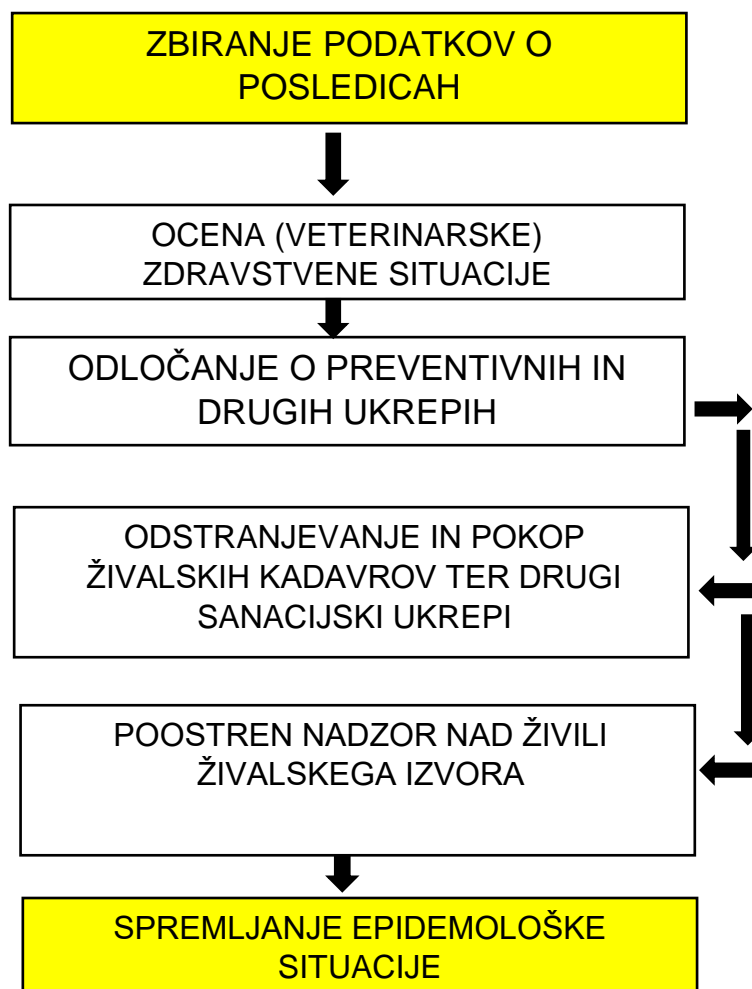 ZBIRANJE PODATKOV O
POSLEDICAH
OCENA (VETERINARSKE)
ZDRAVSTVENE SITUACIJE
ODLOČANJE O PREVENTIVNIH IN
DRUGIH UKREPIH
ODSTRANJEVANJE IN POKOP
ŽIVALSKIH KADAVROV TER DRUGI
SANACIJSKI UKREPI
POOSTREN NADZOR NAD ŽIVILI
ŽIVALSKEGA IZVORA
SPREMLJANJE EPIDEMOLOŠKE
SITUACIJE